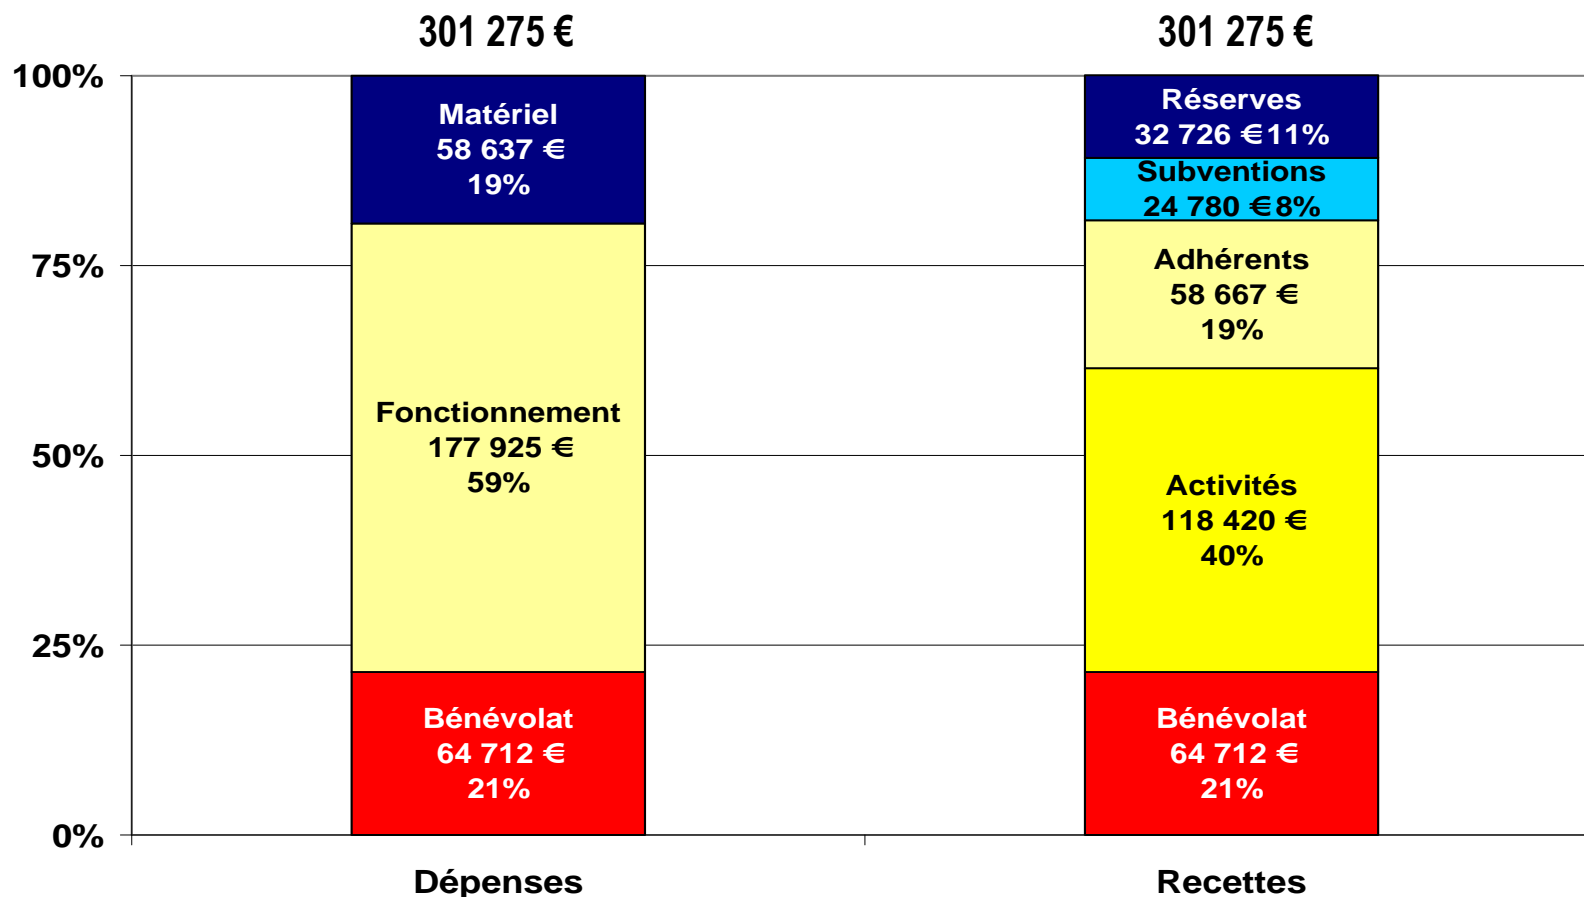 301 275 €
301 275 €
100%
75%
50%
25%
0%
Matériel
58 637 €
19%
Fonctionnement
177 925 €
59%
Bénévolat
64 712 €
21%
Réserves
32 726 €11%
Subventions
24 780 €8%
Adhérents
58 667 €
19%
Activités
118 420 €
40%
Bénévolat
64 712 €
21%
Dépenses
Recettes